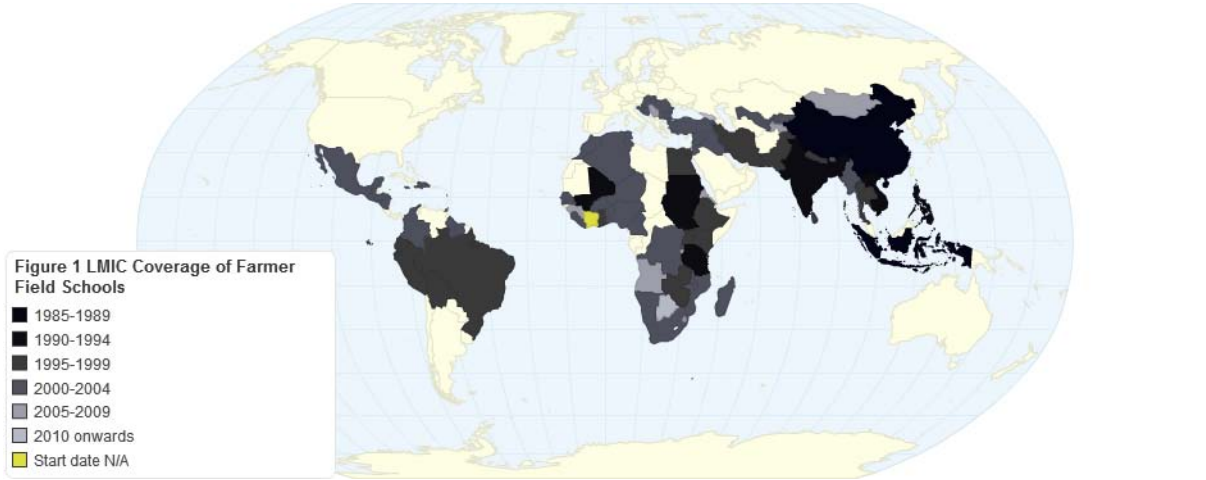 Figure 1 LMIC Coverage of Farmer
Field Schools
1985-1989
1990-1994
1995-1999
2000-2004
2005-2009
2010 onwards
Start date N/A